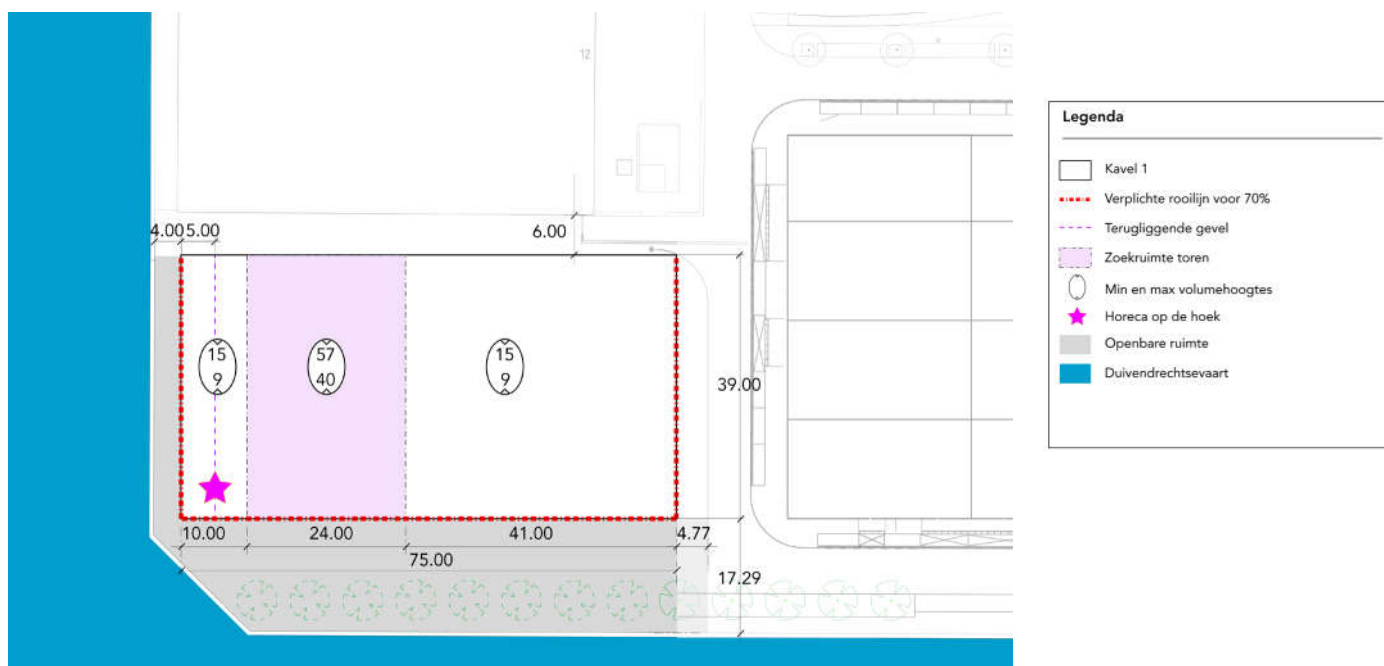 12
4.00 5.00
6.00
15
9
57
40
15
9
39.00
10.00
24.00
41.00
4.77
75.00
17.29
Legenda
Kavel 1
Verplichte rooilijn voor 70%
Terugliggende gevel
Zoekruimte toren
Min en max volumehoogtes
Horeca op de hoek
Openbare ruimte
Duivendrechtsevaart